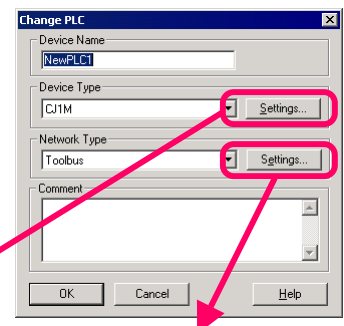 Change PLC
Device Name
NewPLC1
Device Type
CJ1M Settings...
Network Type
Toolbus Settings...
Comment
OK Cancel Help